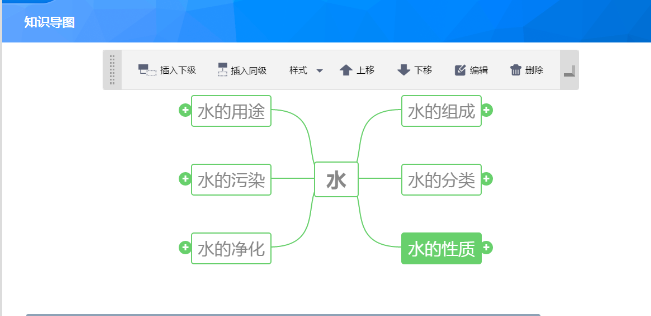 知识导图
插入下级 插入同级 样式 上移 下移 编辑 删除
水的用途 水的组成
水的污染 水 水的分类
水的净化 水的性质